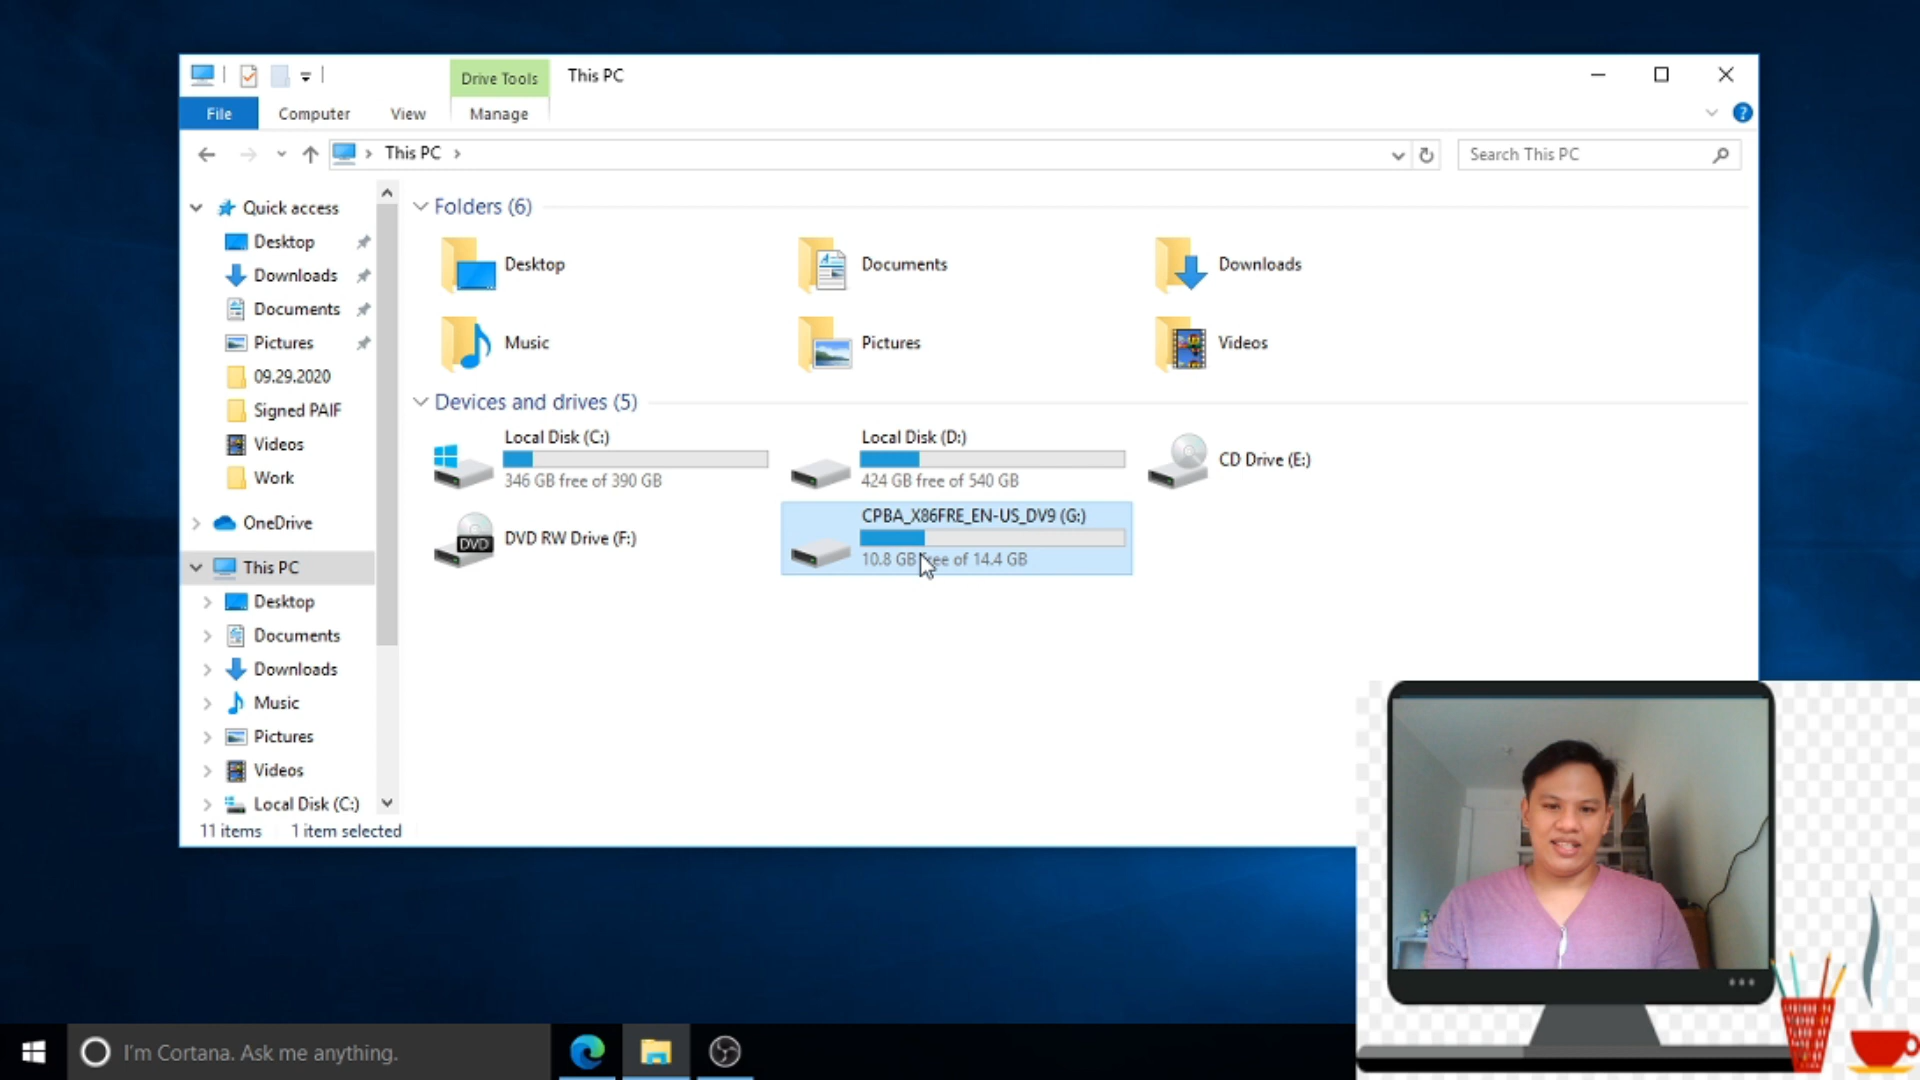 Drive Tools
This PC
File
Computer
View
Manage
?
This PC
Search This PC
Quick access
Desktop
Downloads
Documents
Pictures
09.29.2020
Signed PAIF
Videos
Work
OneDrive
This PC
Desktop
Documents
Downloads
Music
Pictures
Videos
Local Disk (C:)
Folders (6)
Desktop
Documents
Downloads
Music
Pictures
Videos
Devices and drives (5)
Local Disk (C:)
346 GB free of 390 GB
Local Disk (D:)
424 GB free of 540 GB
CD Drive (E:)
DVD
DVD RW Drive (F:)
CPBA_X86FRE_EN-US_DV9 (G:)
10.8 GB free of 14.4 GB
11 items
1 item selected
I'm Cortana. Ask me anything.